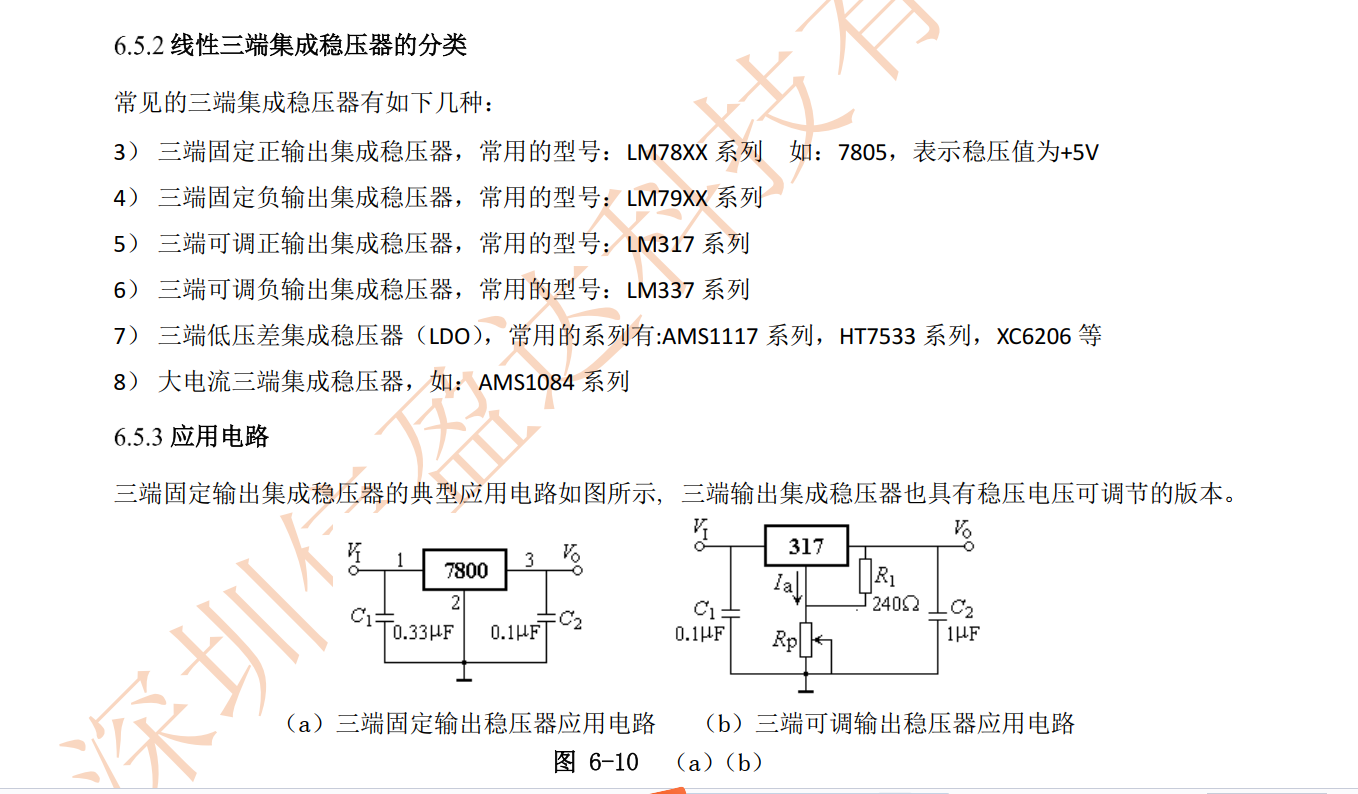 6.5.2 线性三端集成稳压器的分类
常见的三端集成稳压器有如下几种：
3） 三端固定正输出集成稳压器，常用的型号：LM78XX 系列 如：7805，表示稳压值为+5V
4） 三端固定负输出集成稳压器，常用的型号：LM79XX 系列
5） 三端可调正输出集成稳压器，常用的型号：LM317 系列
6） 三端可调负输出集成稳压器，常用的型号：LM337 系列
7） 三端低压差集成稳压器（LDO），常用的系列有:AMS1117 系列，HT7533 系列，XC6206 等
8） 大电流三端集成稳压器，如：AMS1084 系列
6.5.3 应用电路
三端固定输出集成稳压器的典型应用电路如图所示， 三端输出集成稳压器也具有稳压电压可调节的版本。
VI 1 7800 3 VO
2
C1 0.33μF 0.1μF C2
VI 317 VO
Ia R1
240Ω
C1 0.1μF Rp C2 1μF
（a）三端固定输出稳压器应用电路 （b）三端可调输出稳压器应用电路
图 6-10 （a）（b）
深圳信盈达科技有